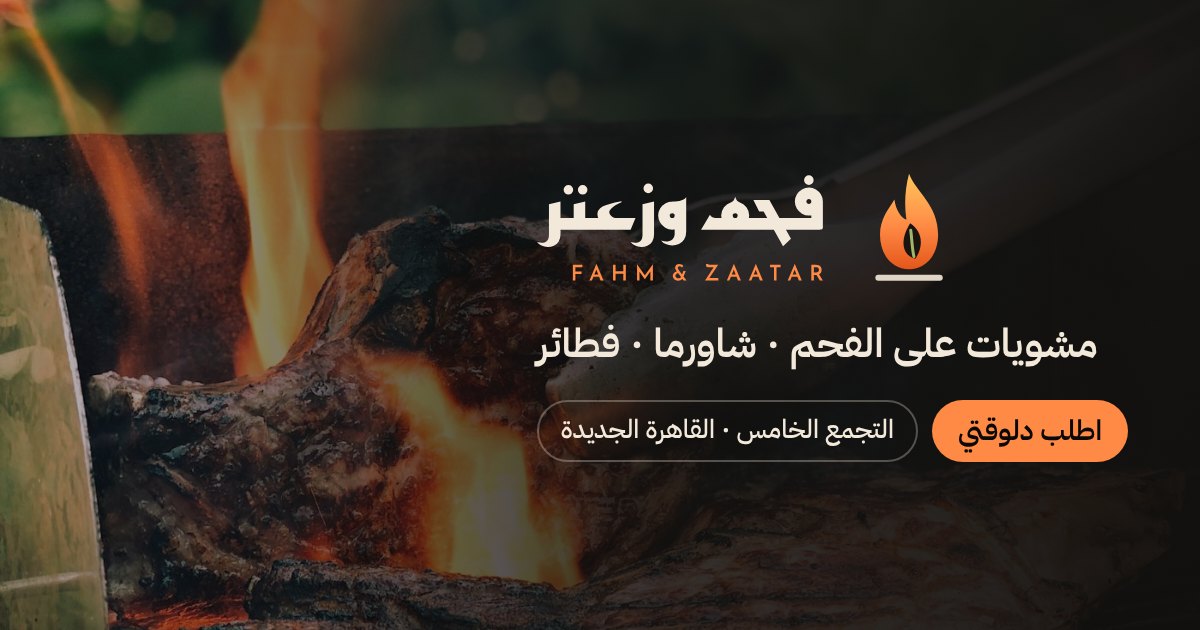 فحم وزعتر
FAHM & ZAATAR
مشويات على الفحم · شاورما · فطائر
اطلب دلوقتي
التجمع الخامس · القاهرة الجديدة